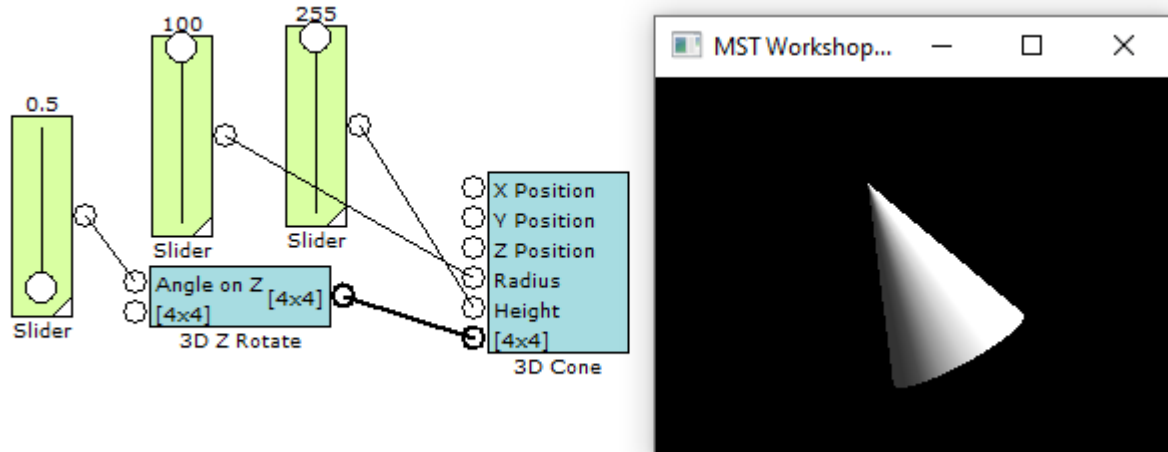 0.5
Slider
100
Slider
255
Slider
Angle on Z
[4x4]
[4x4]
3D Z Rotate
X Position
Y Position
Z Position
Radius
Height
[4x4]
3D Cone
MST Workshop...